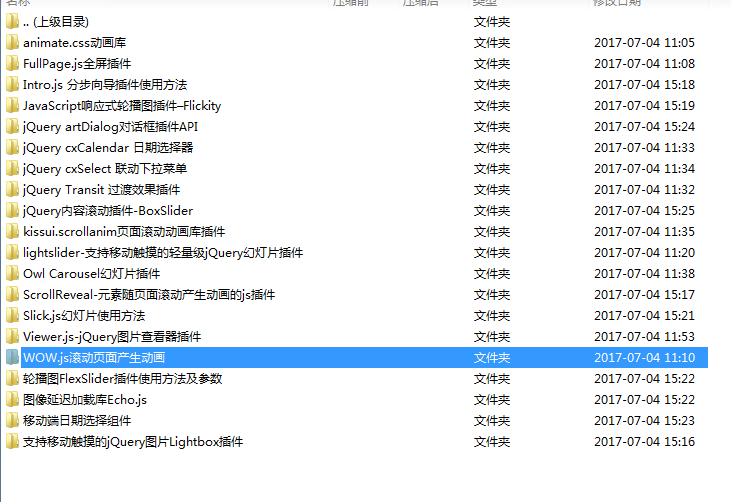 名称 压缩前 压缩后 类型 修改日期
.. (上级目录) 文件夹
animate.css动画库 文件夹 2017-07-04 11:05
FullPage.js全屏插件 文件夹 2017-07-04 11:08
Intro.js 分步向导插件使用方法 文件夹 2017-07-04 15:18
JavaScript响应式轮播图插件–Flickity 文件夹 2017-07-04 15:19
jQuery artDialog对话框插件API 文件夹 2017-07-04 15:24
jQuery cxCalendar 日期选择器 文件夹 2017-07-04 11:33
jQuery cxSelect 联动下拉菜单 文件夹 2017-07-04 11:34
jQuery Transit 过渡效果插件 文件夹 2017-07-04 11:32
jQuery内容滚动插件-BoxSlider 文件夹 2017-07-04 15:25
kissui.scrollanim页面滚动动画库插件 文件夹 2017-07-04 11:35
lightslider-支持移动触摸的轻量级jQuery幻灯片插件 文件夹 2017-07-04 11:20
Owl Carousel幻灯片插件 文件夹 2017-07-04 11:38
ScrollReveal-元素随页面滚动产生动画的js插件 文件夹 2017-07-04 15:17
Slick.js幻灯片使用方法 文件夹 2017-07-04 15:21
Viewer.js-jQuery图片查看器插件 文件夹 2017-07-04 11:53
WOW.js滚动页面产生动画 文件夹 2017-07-04 11:10
轮播图FlexSlider插件使用方法及参数 文件夹 2017-07-04 15:22
图像延迟加载库Echo.js 文件夹 2017-07-04 15:22
移动端日期选择组件 文件夹 2017-07-04 15:23
支持移动触摸的jQuery图片Lightbox插件 文件夹 2017-07-04 15:16